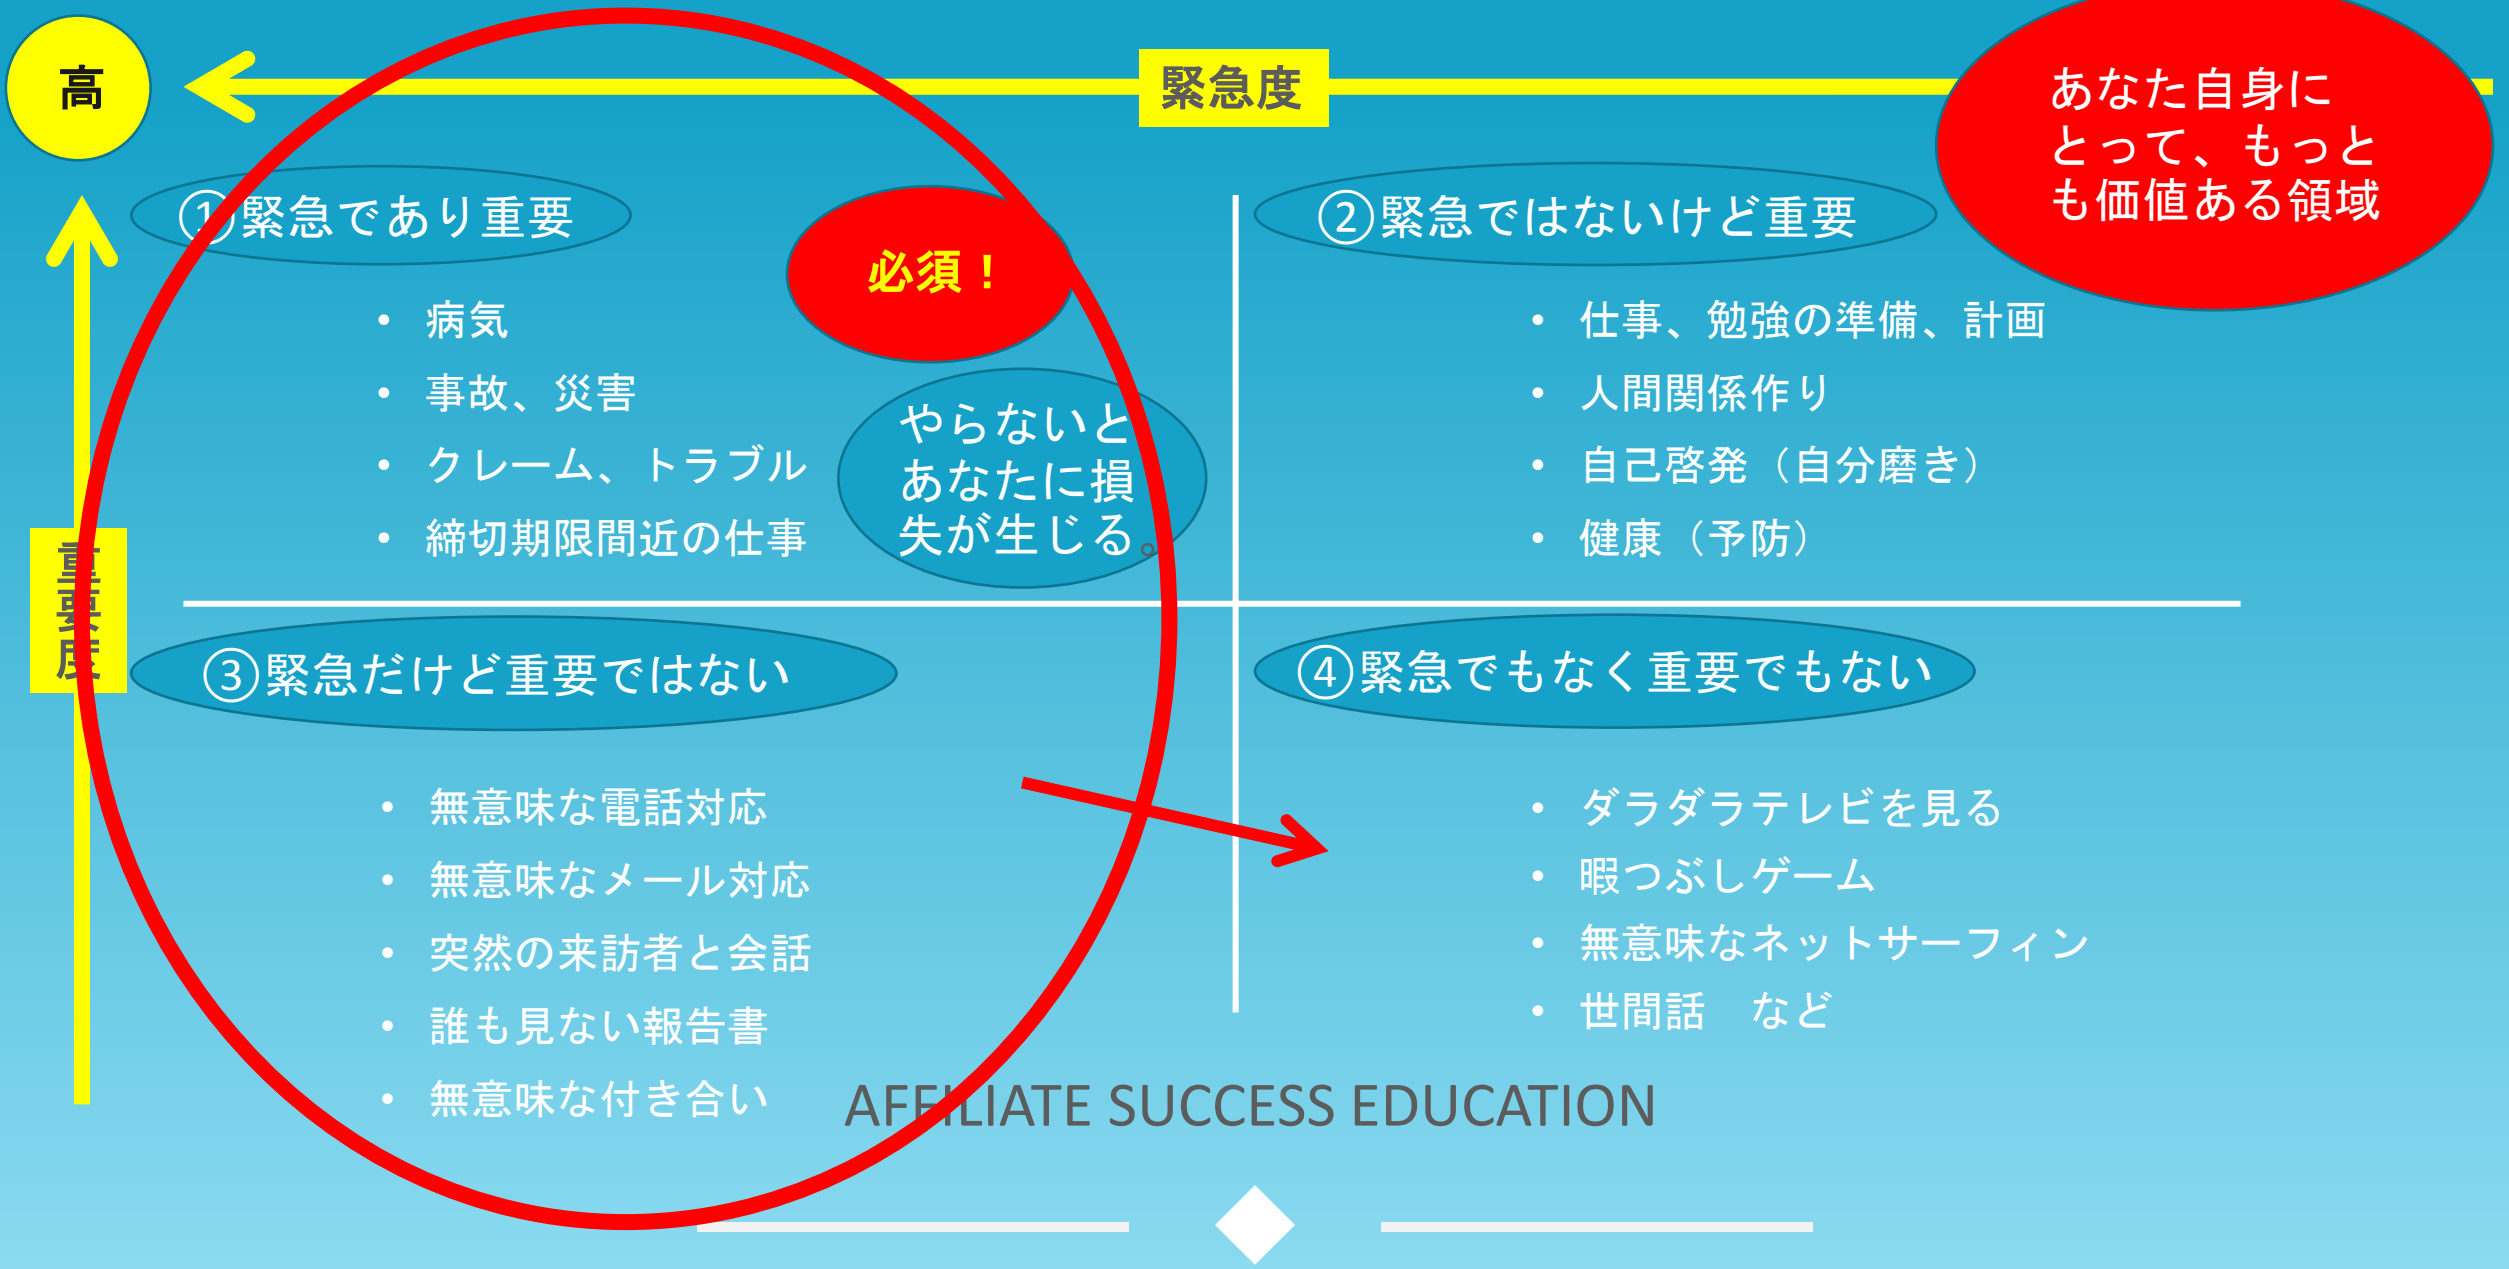 高
緊急度
あなた自身に
とって、もっと
も価値ある領域
①緊急であり重要
必須！
②緊急ではないけど重要
• 病気
• 事故、災害
• クレーム、トラブル
• 締切期限間近の仕事
やらないと
あなたに損
失が生じる。
• 仕事、勉強の準備、計画
• 人間関係作り
• 自己啓発（自分磨き）
• 健康（予防）
重要度
③緊急だけど重要ではない
④緊急でもなく重要でもない
• 無意味な電話対応
• 無意味なメール対応
• 突然の来訪者と会話
• 誰も見ない報告書
• 無意味な付き合い
• ダラダラテレビを見る
• 暇つぶしゲーム
• 無意味なネットサーフィン
• 世間話　など
AFFILIATE SUCCESS EDUCATION